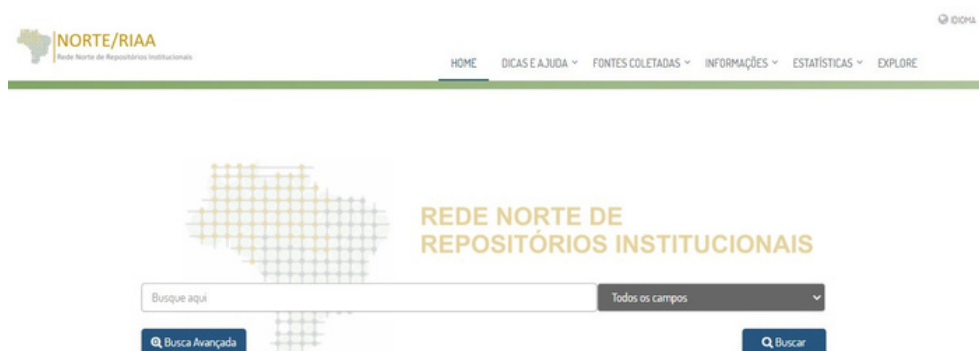 IDIOMA
NORTE/RIAA
Rede Norte de Repositórios Institucionais
HOME DICAS E AJUDA FONTES COLETADAS INFORMAÇÕES ESTATÍSTICAS EXPLORE
REDE NORTE DE
REPOSITÓRIOS INSTITUCIONAIS
Busque aqui Todos os campos
Busca Avançada Buscar